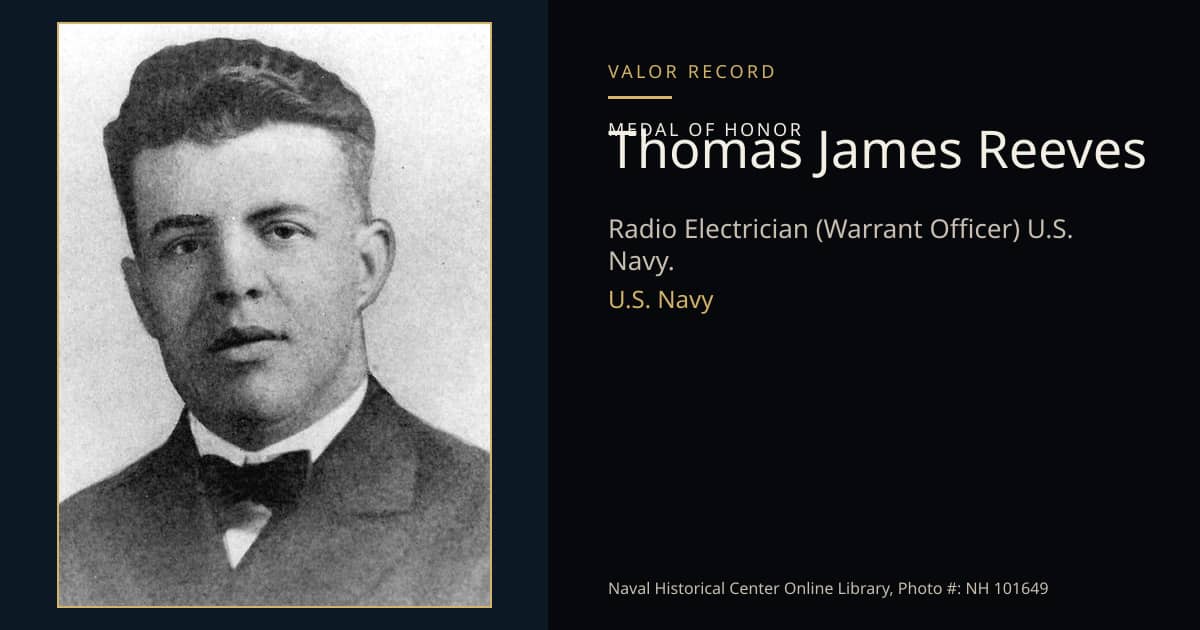 VALOR RECORD
MEDAL OF HONOR
Thomas James Reeves
Radio Electrician (Warrant Officer) U.S.
Navy.
U.S. Navy
Naval Historical Center Online Library, Photo #: NH 101649